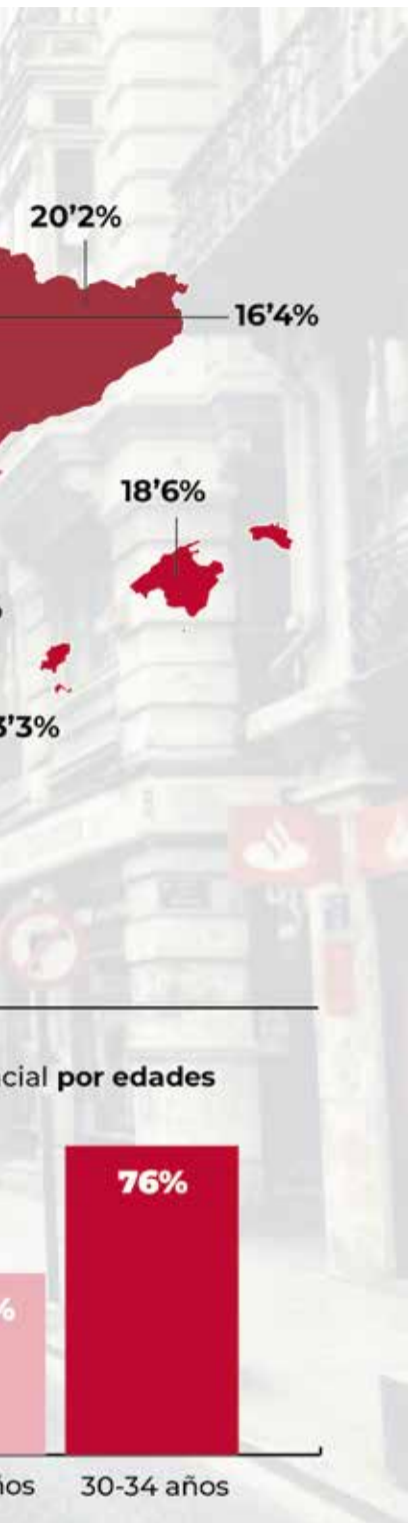 20’2%
16’4%
18’6%
3’3%
cial por edades
76%
%
ños
30-34 años